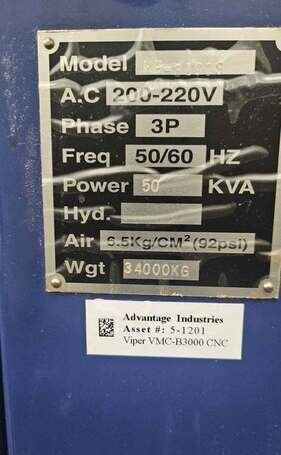 Model
A.C 200-220V
Phase 3P
Freq 50/60 HZ
Power 50 KVA
Hyd.
Air 6.5Kg/CM² (92psi)
Wgt 34000KG
Advantage Industries
Asset #: 5-1201
Viper VMC-B3000 CNC